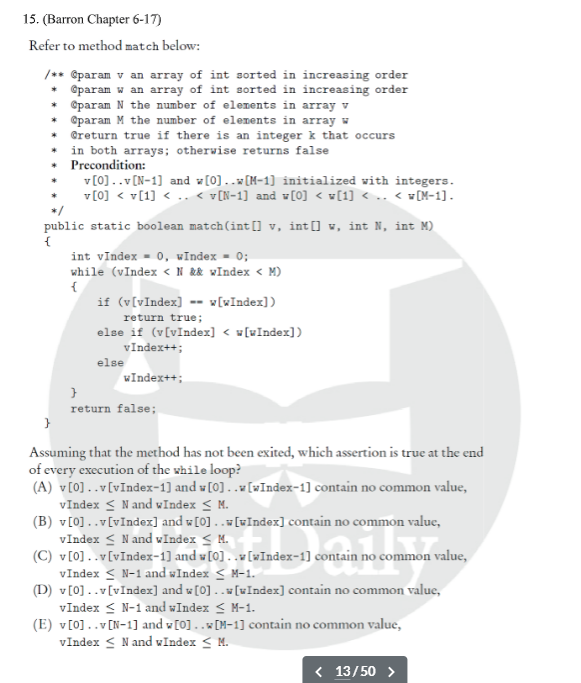 15. (Barron Chapter 6-17)
Refer to method match below:
/** @param v an array of int sorted in increasing order
* @param w an array of int sorted in increasing order
* @param N the number of elements in array v
* @param M the number of elements in array w
* @return true if there is an integer k that occurs
* in both arrays; otherwise returns false
* Precondition:
* v[0]..v[N-1] and w[0]..w[M-1] initialized with integers.
* v[0] < v[1] < .. < v[N-1] and w[0] < w[1] < .. < w[M-1].
*/
public static boolean match(int[] v, int[] w, int N, int M)
{
int vIndex = 0, wIndex = 0;
while (vIndex < N && wIndex < M)
{
if (v[vIndex] == w[wIndex])
return true;
else if (v[vIndex] < w[wIndex])
vIndex++;
else
wIndex++;
}
return false;
}
Assuming that the method has not been exited, which assertion is true at the end
of every execution of the while loop?
(A) v[0]..v[vIndex-1] and w[0]..w[wIndex-1] contain no common value,
vIndex ≤ N and wIndex ≤ M.
(B) v[0]..v[vIndex] and w[0]..w[wIndex] contain no common value,
vIndex ≤ N and wIndex ≤ M.
(C) v[0]..v[vIndex-1] and w[0]..w[wIndex-1] contain no common value,
vIndex ≤ N-1 and wIndex ≤ M-1.
(D) v[0]..v[vIndex] and w[0]..w[wIndex] contain no common value,
vIndex ≤ N-1 and wIndex ≤ M-1.
(E) v[0]..v[N-1] and w[0]..w[M-1] contain no common value,
vIndex ≤ N and wIndex ≤ M.
< 13/50 >